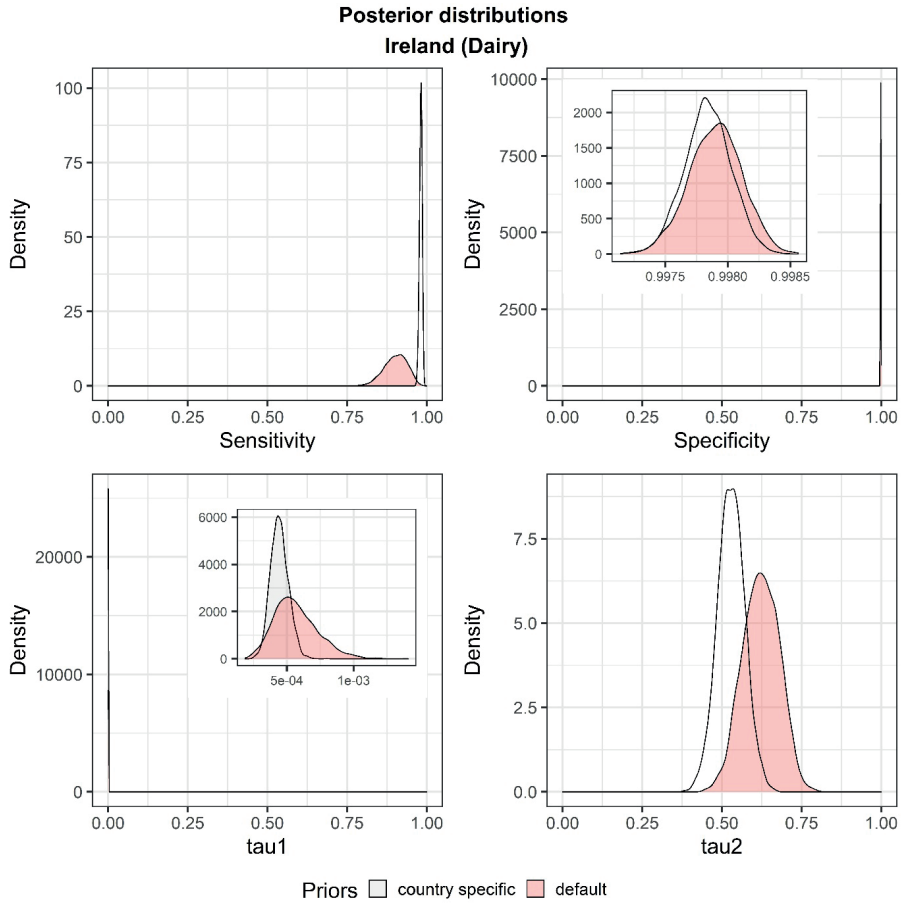 Posterior distributions
Ireland (Dairy)
100
75
50
25
0
Density
0.00 0.25 0.50 0.75 1.00
Sensitivity
10000
7500
5000
2500
0
Density
2000
1500
1000
500
0
0.9975 0.9980 0.9985
0.00 0.25 0.50 0.75 1.00
Specificity
20000
10000
0
Density
6000
4000
2000
0
5e-04 1e-03
0.00 0.25 0.50 0.75 1.00
tau1
7.5
5.0
2.5
0.0
Density
0.00 0.25 0.50 0.75 1.00
tau2
Priors country specific default